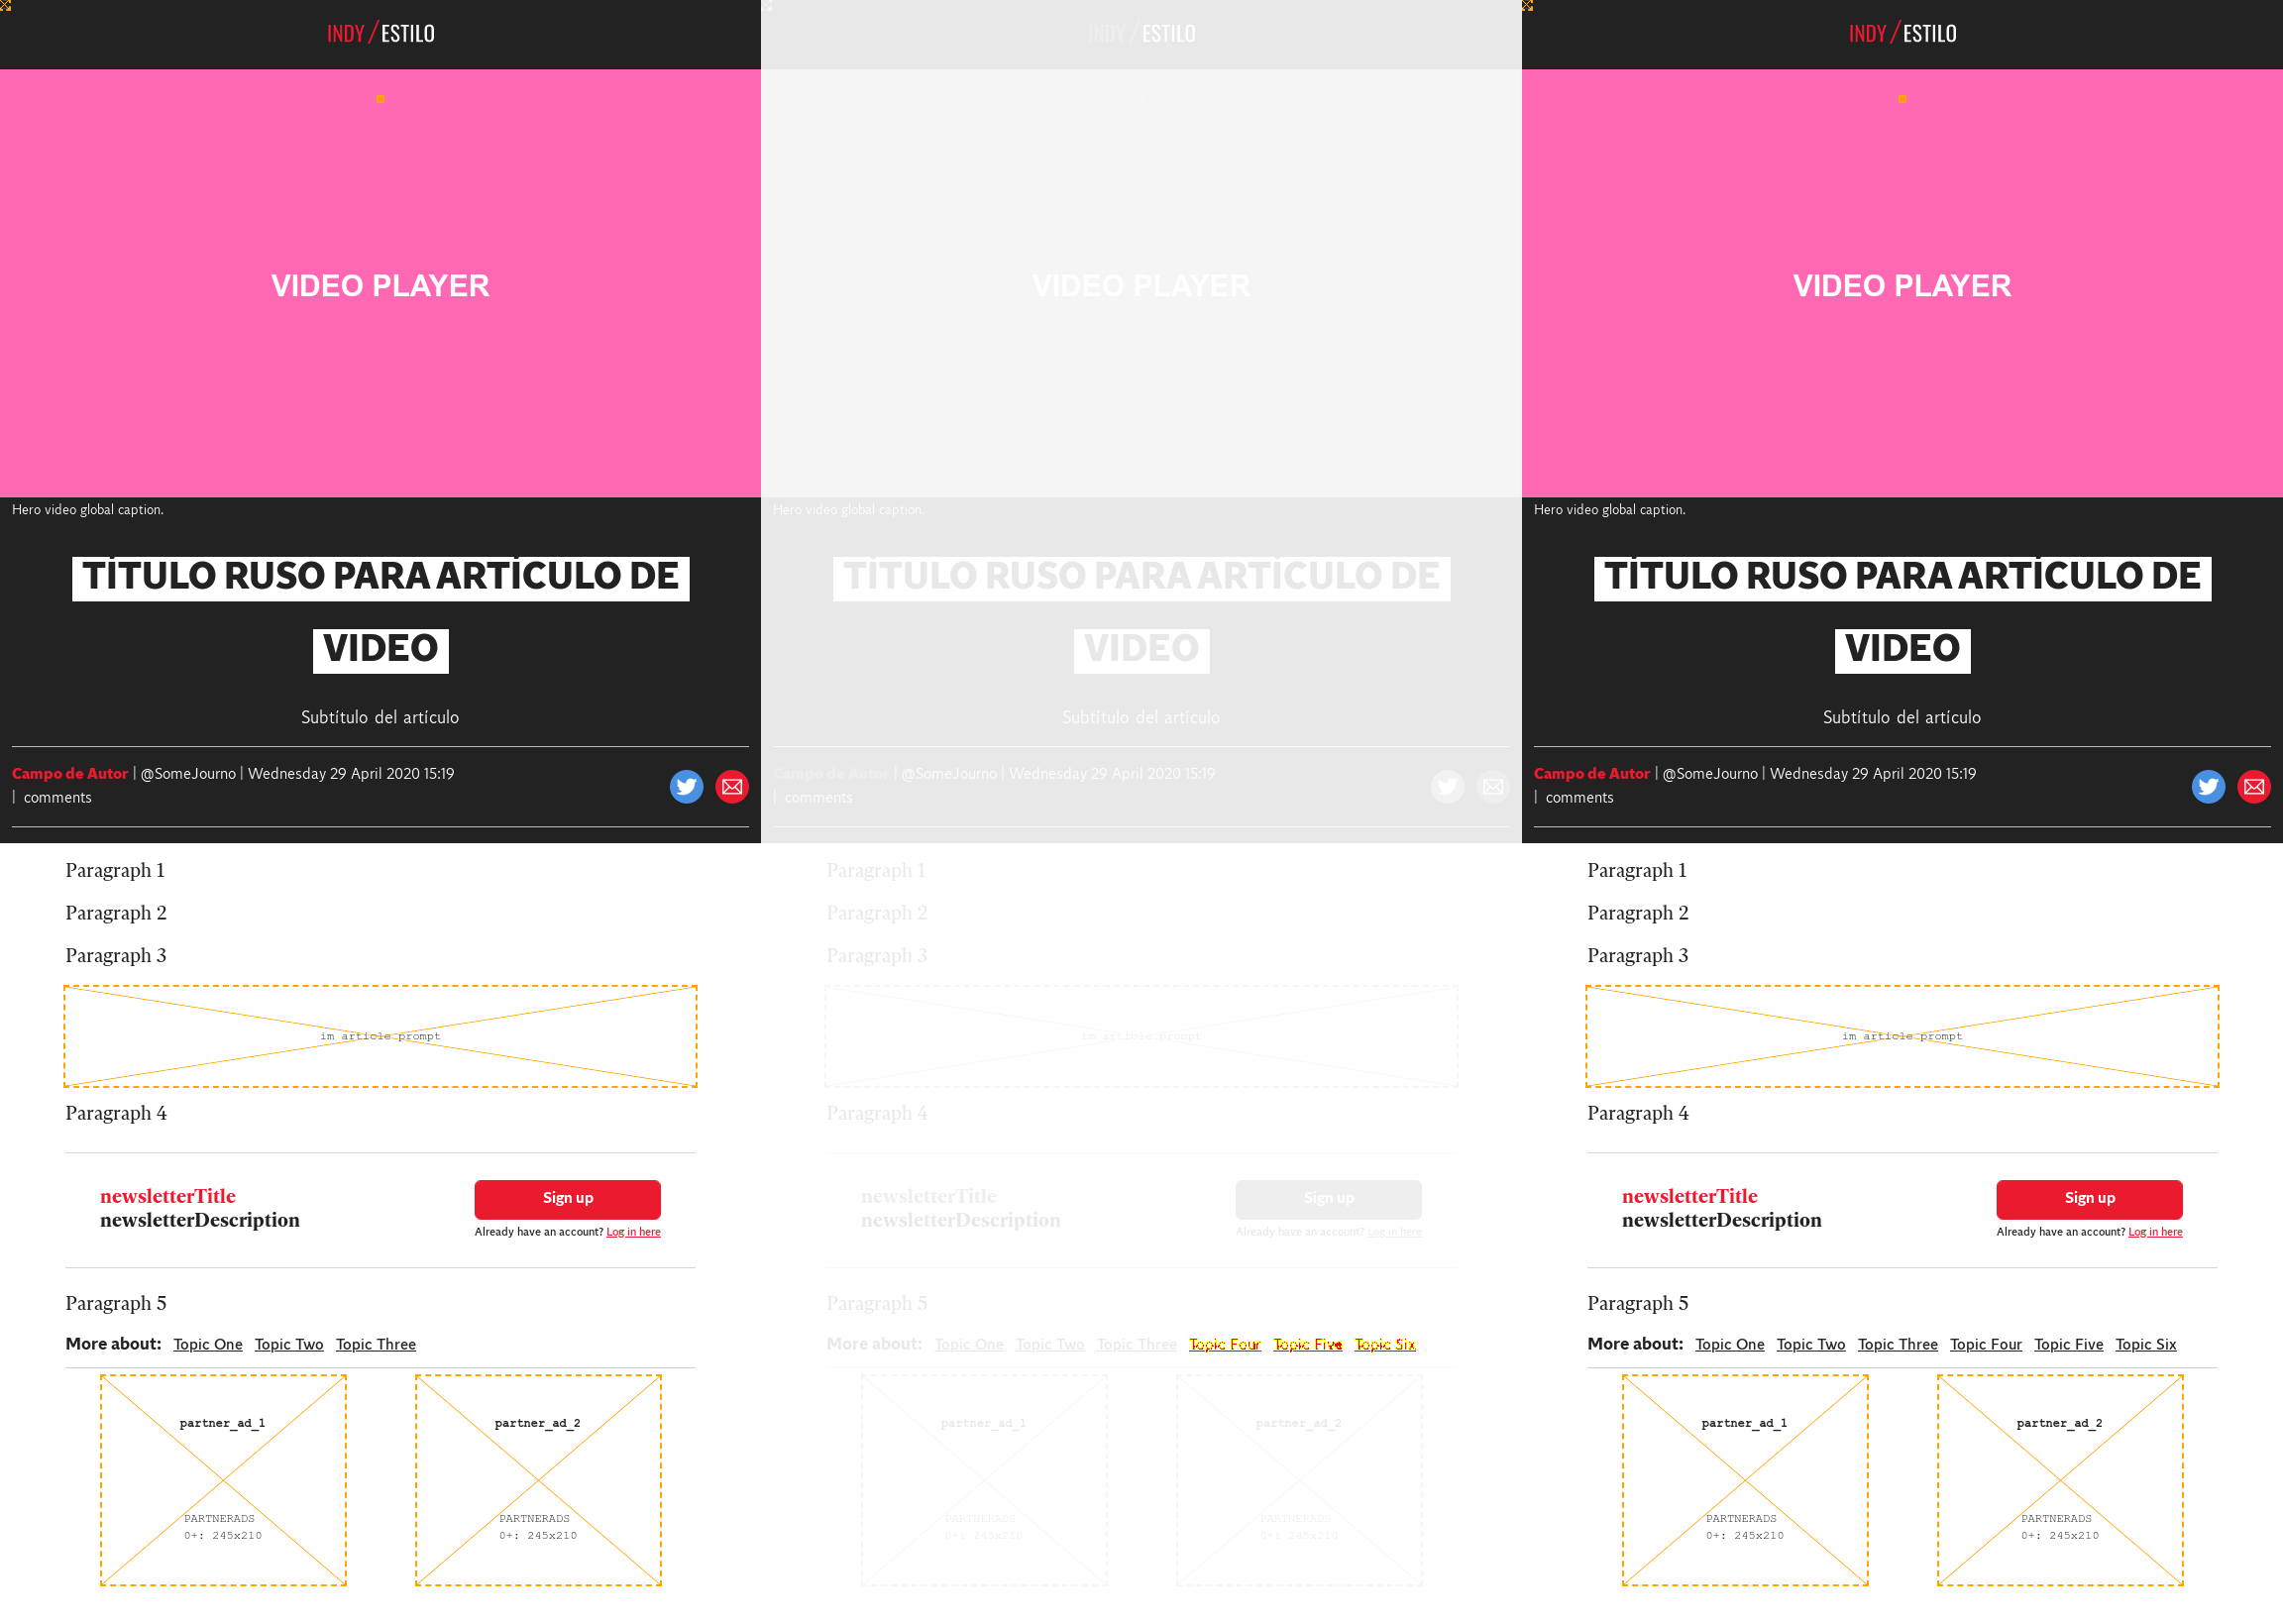 INDY/ESTILO
VIDEO PLAYER
Hero video global caption.
TÍTULO RUSO PARA ARTÍCULO DE
VIDEO
Subtítulo del artículo
Campo de Autor | @SomeJourno | Wednesday 29 April 2020 15:19
| comments
Paragraph 1
Paragraph 2
Paragraph 3
im article prompt
Paragraph 4
newsletterTitle
newsletterDescription
Sign up
Already have an account? Log in here
Paragraph 5
More about: Topic One Topic Two Topic Three
partner_ad_1
PARTNERADS
0+: 245x210
partner_ad_2
PARTNERADS
0+: 245x210
INDY/ESTILO
VIDEO PLAYER
Hero video global caption.
TÍTULO RUSO PARA ARTÍCULO DE
VIDEO
Subtítulo del artículo
Campo de Autor | @SomeJourno | Wednesday 29 April 2020 15:19
| comments
Paragraph 1
Paragraph 2
Paragraph 3
im article prompt
Paragraph 4
newsletterTitle
newsletterDescription
Sign up
Already have an account? Log in here
Paragraph 5
More about: Topic One Topic Two Topic Three Topic Four Topic Five Topic Six
partner_ad_1
PARTNERADS
0+: 245x210
partner_ad_2
PARTNERADS
0+: 245x210
INDY/ESTILO
VIDEO PLAYER
Hero video global caption.
TÍTULO RUSO PARA ARTÍCULO DE
VIDEO
Subtítulo del artículo
Campo de Autor | @SomeJourno | Wednesday 29 April 2020 15:19
| comments
Paragraph 1
Paragraph 2
Paragraph 3
im article prompt
Paragraph 4
newsletterTitle
newsletterDescription
Sign up
Already have an account? Log in here
Paragraph 5
More about: Topic One Topic Two Topic Three Topic Four Topic Five Topic Six
partner_ad_1
PARTNERADS
0+: 245x210
partner_ad_2
PARTNERADS
0+: 245x210